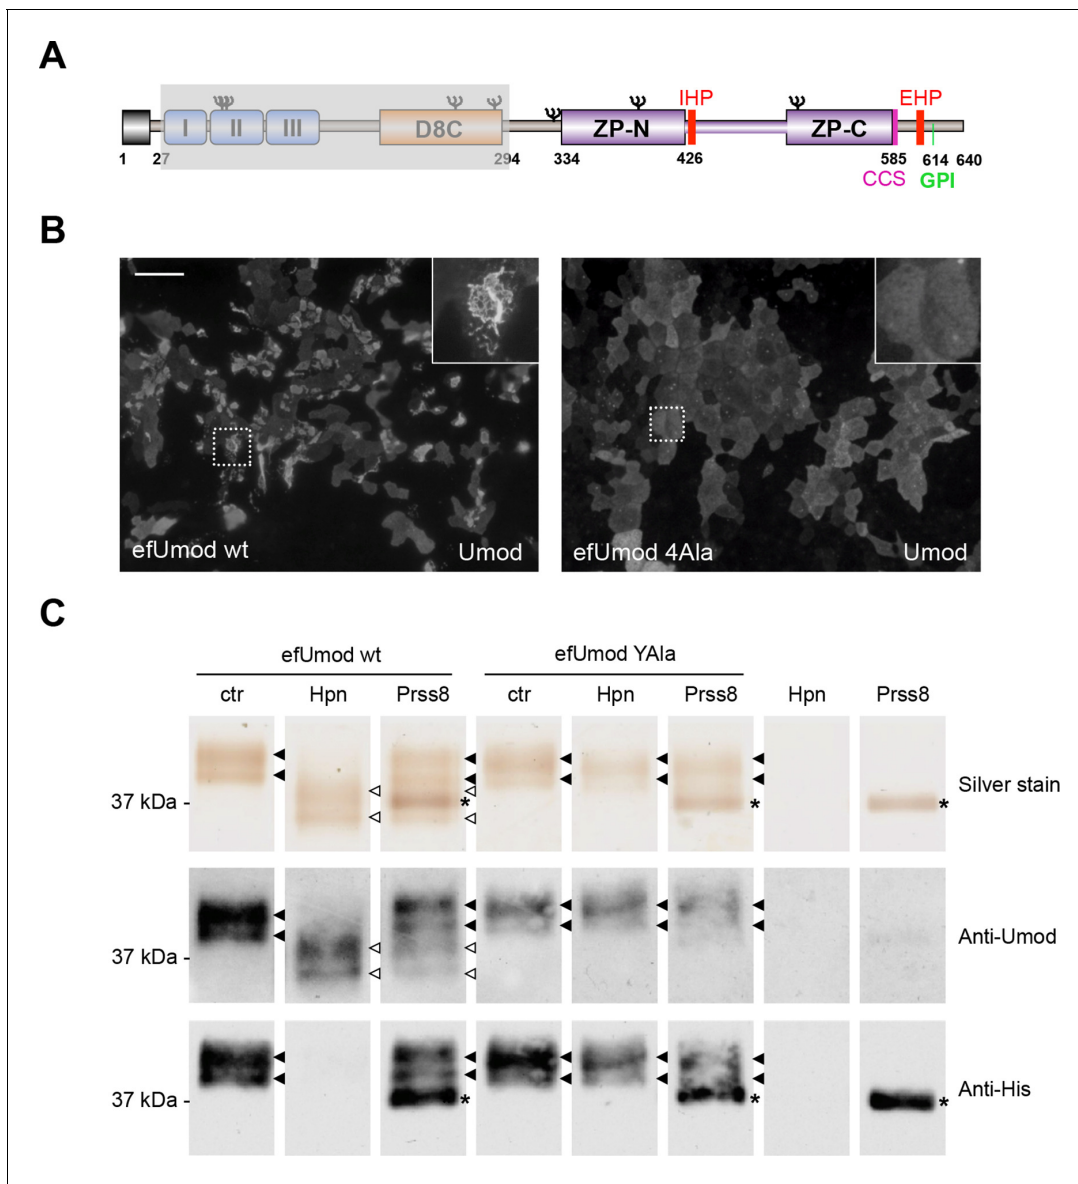 A
I II III D8C ZP-N IHP ZP-C EHP
1 27 294 334 426 585 614 640
CCS GPI
B
efUmod wt Umod
efUmod 4Ala Umod
C
efUmod wt efUmod YAla
ctr Hpn Prss8 ctr Hpn Prss8 Hpn Prss8
37 kDa - * * * Silver stain
37 kDa - Anti-Umod
37 kDa - * * * Anti-His